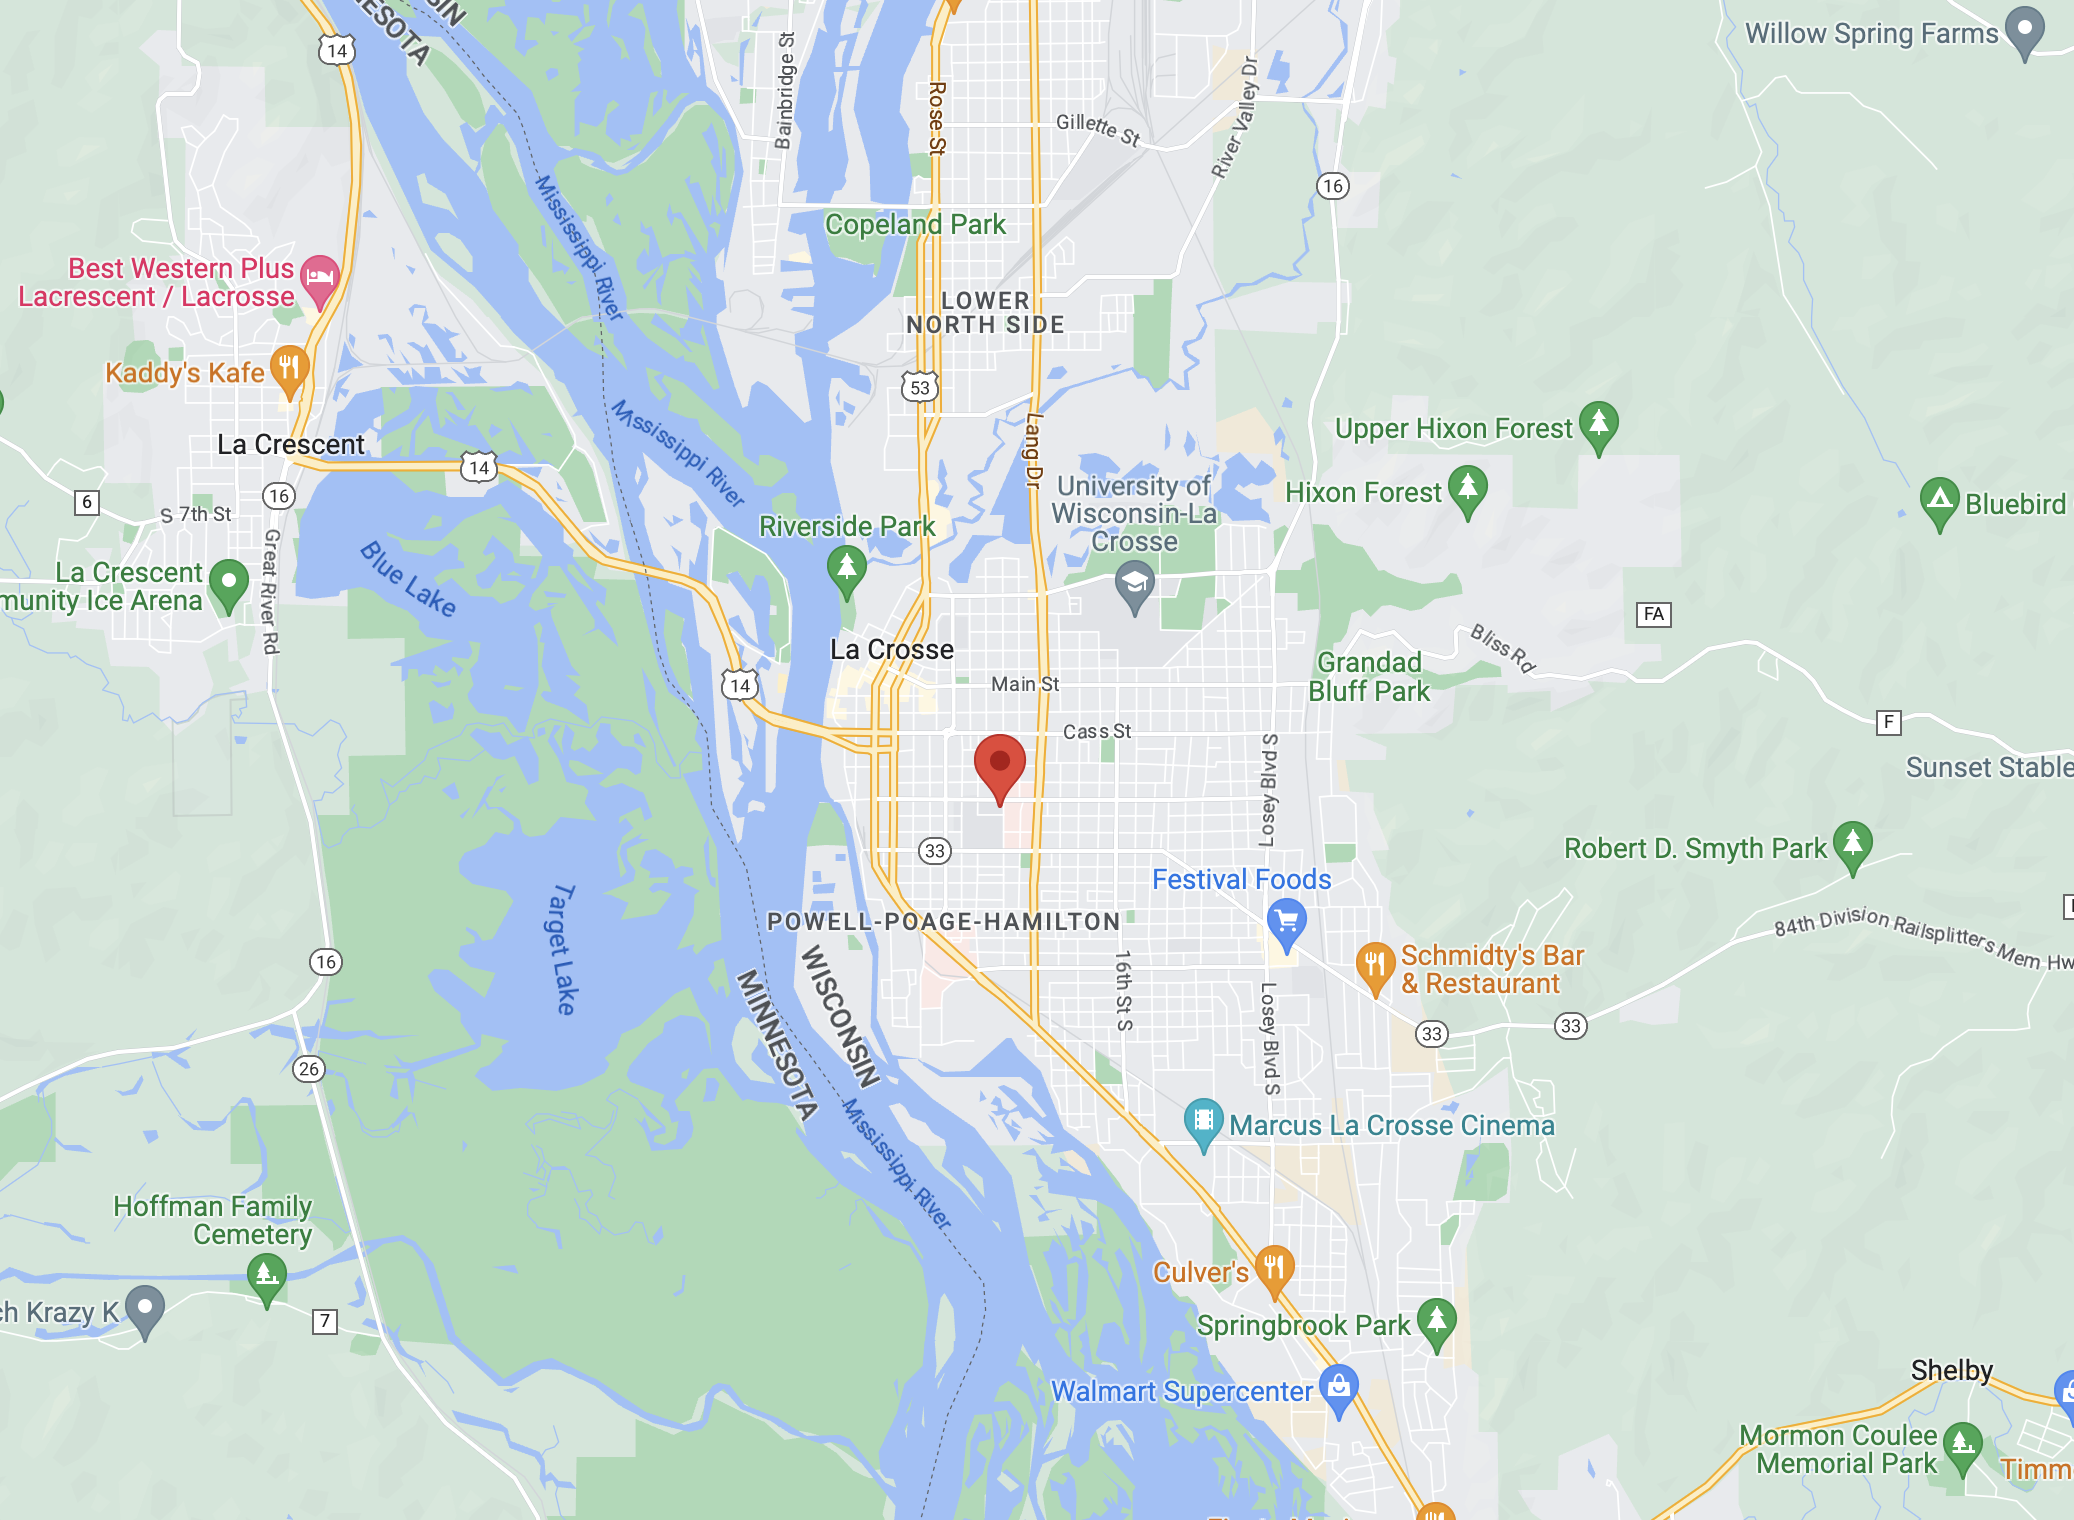 SIN
NESOTA
14
Bainbridge St
Rose St
Gillette St
River Valley Dr
Willow Spring Farms
16
Mississippi River
Copeland Park
Best Western Plus
Lacrescent / Lacrosse
LOWER
NORTH SIDE
Kaddy's Kafe
53
Mississippi River
Lang Dr
La Crescent
14
16
6
S 7th St
Great River Rd
Blue Lake
La Crescent
munity Ice Arena
Upper Hixon Forest
Hixon Forest
Bluebird
University of
Wisconsin-La
Crosse
Riverside Park
La Crosse
Main St
14
Cass St
Grandad
Bluff Park
Bliss Rd
FA
F
Sunset Stable
Losey Blvd S
33
Robert D. Smyth Park
Festival Foods
84th Division Railsplitters Mem Hw
POWELL-POAGE-HAMILTON
Target Lake
16
WISCONSIN
MINNESOTA
16th St S
Schmidty's Bar
& Restaurant
Losey Blvd S
33
33
26
Marcus La Crosse Cinema
Mississippi River
Hoffman Family
Cemetery
ch Krazy K
7
Culver's
Springbrook Park
Walmart Supercenter
Shelby
Mormon Coulee
Memorial Park
Timm